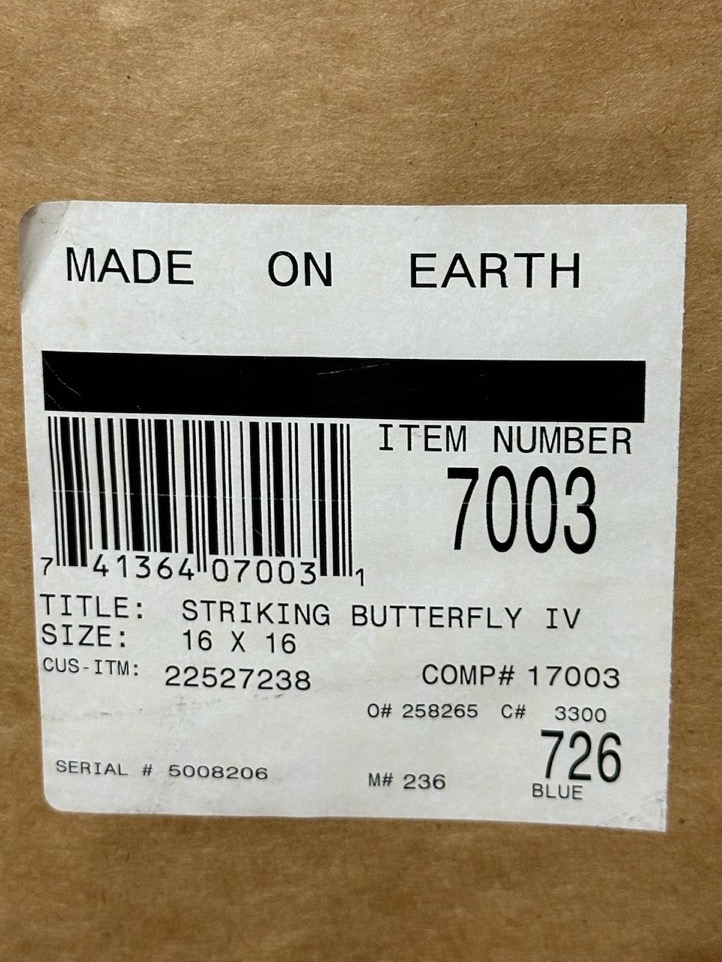 MADE ON EARTH
ITEM NUMBER
7003
7 41364 07003 1
TITLE: STRIKING BUTTERFLY IV
SIZE: 16 X 16
CUS-ITM: 22527238 COMP# 17003
O# 258265 C# 3300
726
SERIAL # 5008206 M# 236 BLUE